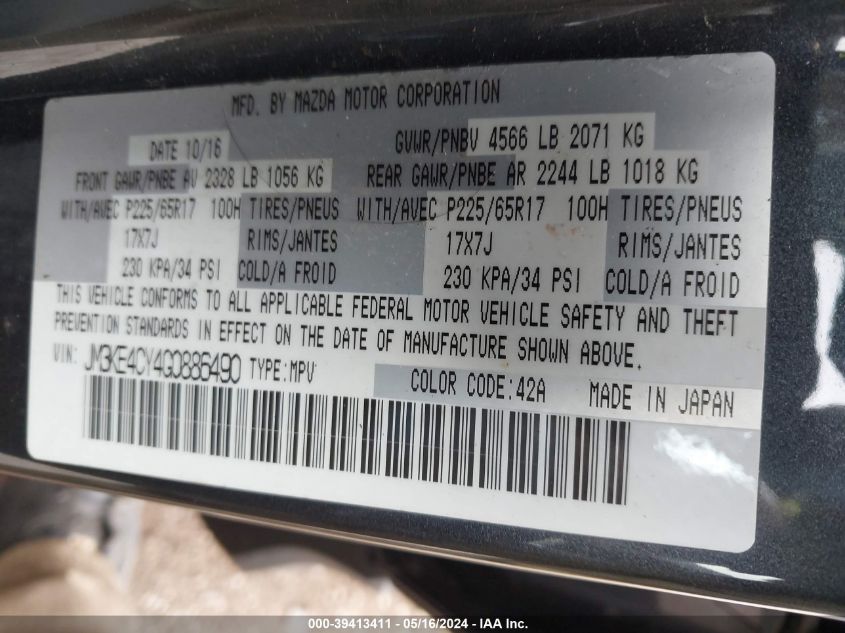 MFD. BY MAZDA MOTOR CORPORATION
DATE 10/16 GVWR/PNBV 4566 LB 2071 KG
FRONT GAWR/PNBE AV 2328 LB 1056 KG REAR GAWR/PNBE AR 2244 LB 1018 KG
WITH/AVEC P225/65R17 100H TIRES/PNEUS WITH/AVEC P225/65R17 100H TIRES/PNEUS
17X7J RIMS/JANTES 17X7J RIMS/JANTES
230 KPA/34 PSI COLD/A FROID 230 KPA/34 PSI COLD/A FROID
THIS VEHICLE CONFORMS TO ALL APPLICABLE FEDERAL MOTOR VEHICLE SAFETY AND THEFT
PREVENTION STANDARDS IN EFFECT ON THE DATE OF MANUFACTURE SHOWN ABOVE.
VIN: JM3KE4CY4G0886490 TYPE:MPV
COLOR CODE:42A MADE IN JAPAN
000-39413411 - 05/16/2024 - IAA Inc.